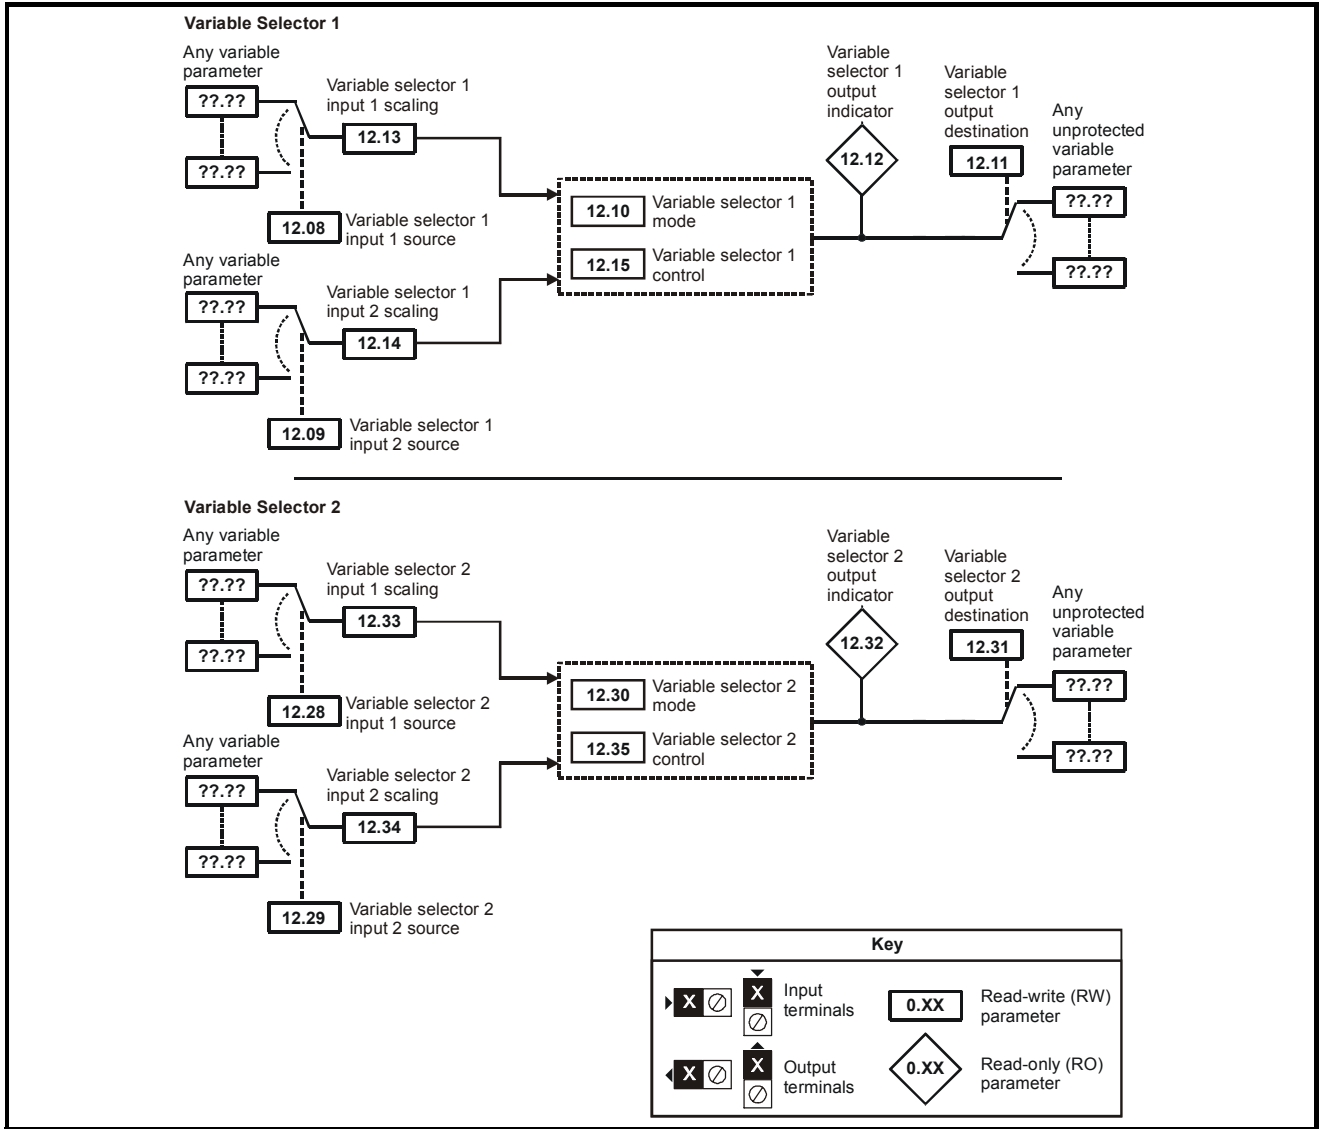 Variable Selector 1
Any variable
parameter
??.??
??.??
Variable selector 1
input 1 scaling
12.13
12.08
Variable selector 1
input 1 source
Any variable
parameter
??.??
??.??
Variable selector 1
input 2 scaling
12.14
12.09
Variable selector 1
input 2 source
12.10
Variable selector 1
mode
12.15
Variable selector 1
control
Variable
selector 1
output
indicator
12.12
Variable
selector 1
output
destination
12.11
Any
unprotected
variable
parameter
??.??
??.??
Variable Selector 2
Any variable
parameter
??.??
??.??
Variable selector 2
input 1 scaling
12.33
12.28
Variable selector 2
input 1 source
Any variable
parameter
??.??
??.??
Variable selector 2
input 2 scaling
12.34
12.29
Variable selector 2
input 2 source
12.30
Variable selector 2
mode
12.35
Variable selector 2
control
Variable
selector 2
output
indicator
12.32
Variable
selector 2
output
destination
12.31
Any
unprotected
variable
parameter
??.??
??.??
Key
X
X
Input
terminals
0.XX
Read-write (RW)
parameter
X
X
Output
terminals
0.XX
Read-only (RO)
parameter